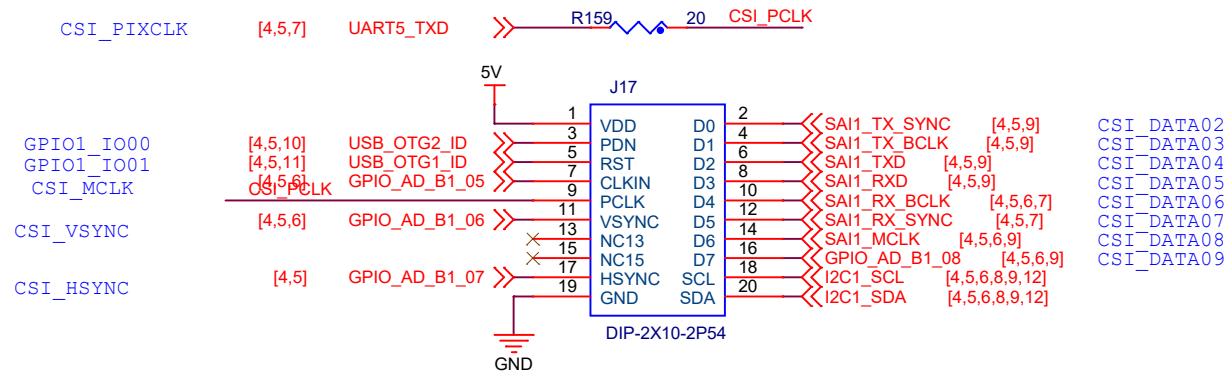 CSI_PIXCLK [4,5,7] UART5_TXD R159 20 CSI_PCLK
5V J17
1 VDD D0 2 SAI1_TX_SYNC [4,5,9] CSI_DATA02
GPIO1_IO00 [4,5,10] USB_OTG2_ID 3 PDN D1 4 SAI1_TX_BCLK [4,5,9] CSI_DATA03
GPIO1_IO01 [4,5,11] USB_OTG1_ID 5 RST D2 6 SAI1_TXD [4,5,9] CSI_DATA04
CSI_MCLK [4,5,6] GPIO_AD_B1_05 7 CLKIN D3 8 SAI1_RXD [4,5,9] CSI_DATA05
CSI_PCLK 9 PCLK D4 10 SAI1_RX_BCLK [4,5,6,7] CSI_DATA06
CSI_VSYNC [4,5,6] GPIO_AD_B1_06 11 VSYNC D5 12 SAI1_RX_SYNC [4,5,7] CSI_DATA07
13 NC13 D6 14 SAI1_MCLK [4,5,6,9] CSI_DATA08
15 NC15 D7 16 GPIO_AD_B1_08 [4,5,6,9] CSI_DATA09
CSI_HSYNC [4,5] GPIO_AD_B1_07 17 HSYNC SCL 18 I2C1_SCL [4,5,6,8,9,12]
19 GND SDA 20 I2C1_SDA [4,5,6,8,9,12]
DIP-2X10-2P54
GND